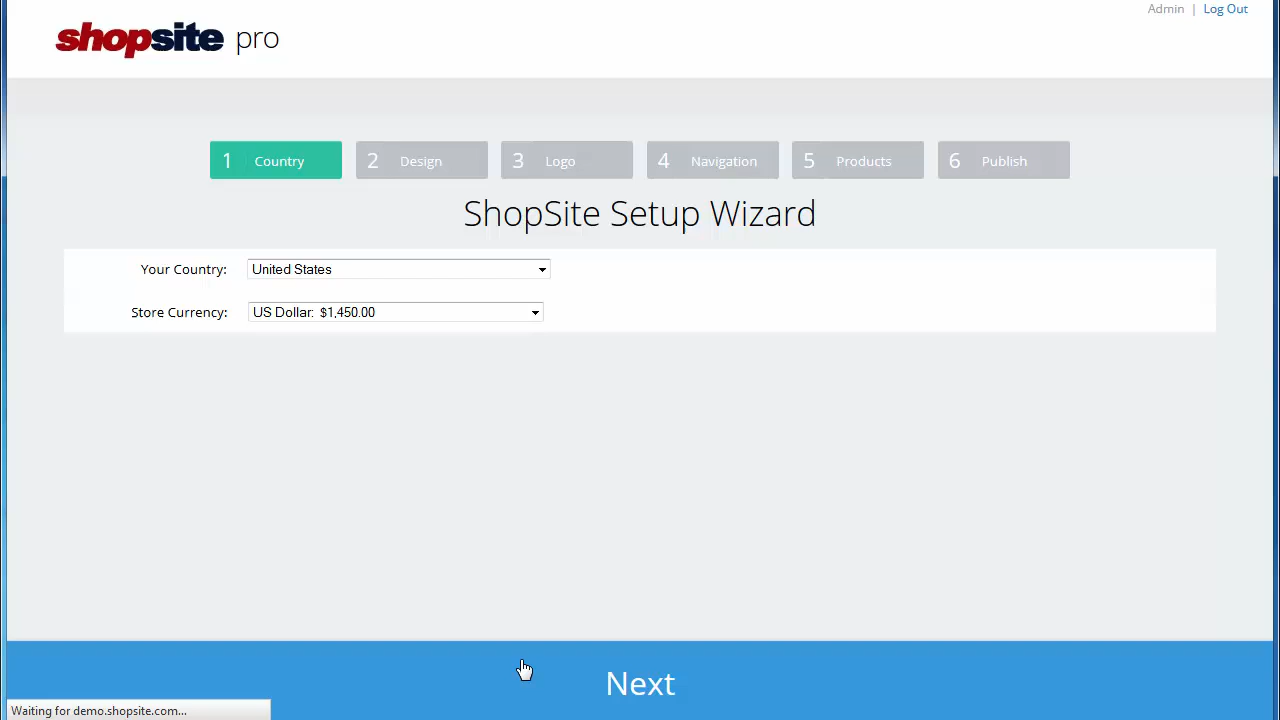 Admin | Log Out
shopsite pro
1 Country 2 Design 3 Logo 4 Navigation 5 Products 6 Publish
ShopSite Setup Wizard
Your Country: United States
Store Currency: US Dollar: $1,450.00
Next
Waiting for demo.shopsite.com...